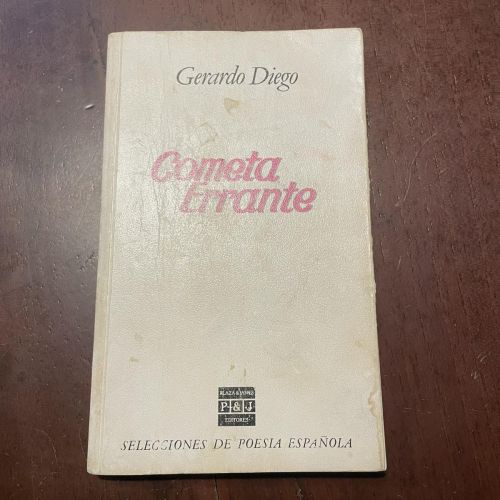 Gerardo Diego
Cometa
Errante
PLAZA & JANES
P&J
EDITORES
SELECCIONES DE POESIA ESPAÑOLA